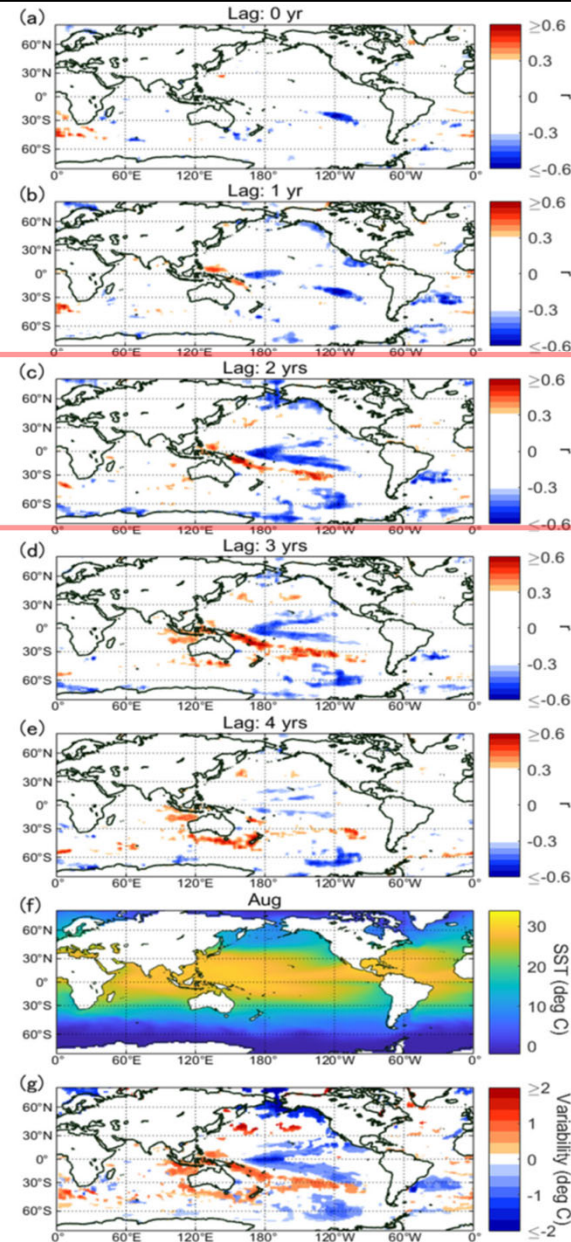 (a) Lag: 0 yr
≥0.6
60°N
30°N 0.3
0° 0 r
30°S -0.3
60°S
≤-0.6
0° 60°E 120°E 180° 120°W 60°W 0°
(b) Lag: 1 yr
≥0.6
60°N
30°N 0.3
0° 0 r
30°S -0.3
60°S
≤-0.6
0° 60°E 120°E 180° 120°W 60°W 0°
(c) Lag: 2 yrs
≥0.6
60°N
30°N 0.3
0° 0 r
30°S -0.3
60°S
≤-0.6
0° 60°E 120°E 180° 120°W 60°W 0°
(d) Lag: 3 yrs
≥0.6
60°N
30°N 0.3
0° 0 r
30°S -0.3
60°S
≤-0.6
0° 60°E 120°E 180° 120°W 60°W 0°
(e) Lag: 4 yrs
≥0.6
60°N
30°N 0.3
0° 0 r
30°S -0.3
60°S
≤-0.6
0° 60°E 120°E 180° 120°W 60°W 0°
(f) Aug
60°N 30
30°N 20
0° SST (deg C)
30°S 10
60°S 0
0° 60°E 120°E 180° 120°W 60°W 0°
(g)
≥2
60°N
30°N 1
0° 0 Variability (deg C)
30°S -1
60°S
≤-2
0° 60°E 120°E 180° 120°W 60°W 0°